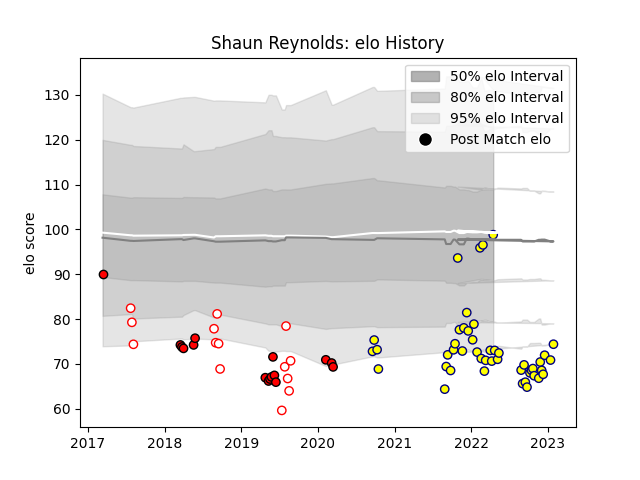 Shaun Reynolds: elo History
50% elo Interval
80% elo Interval
95% elo Interval
Post Match elo
elo score
130
120
110
100
90
80
70
60
2017 2018 2019 2020 2021 2022 2023